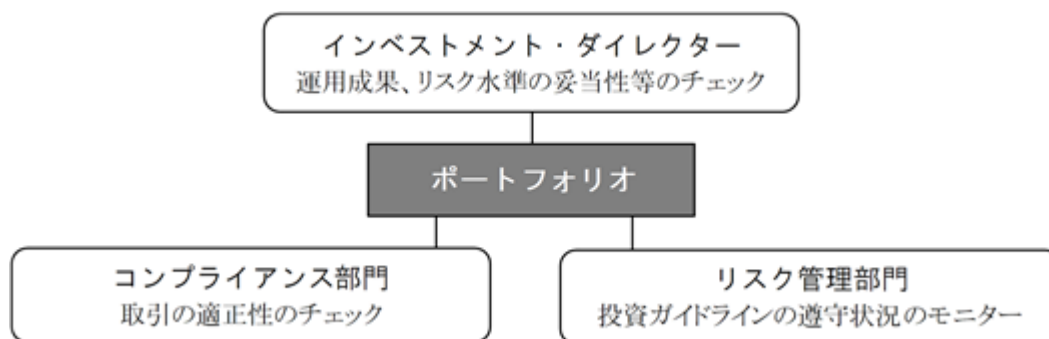 インベストメント・ダイレクター
運用成果、リスク水準の妥当性等のチェック
ポートフォリオ
コンプライアンス部門
取引の適正性のチェック
リスク管理部門
投資ガイドラインの遵守状況のモニター